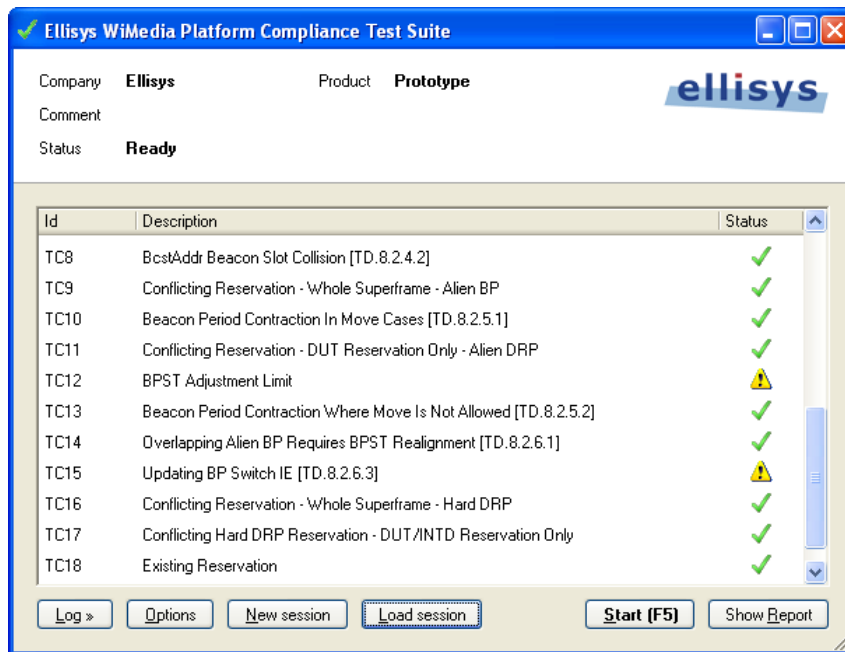 Ellisys WiMedia Platform Compliance Test Suite
Company Ellisys Product Prototype
ellisys
Comment
Status Ready
Id Description Status
TC8 BcstAddr Beacon Slot Collision [TD.8.2.4.2]
TC9 Conflicting Reservation - Whole Superframe - Alien BP
TC10 Beacon Period Contraction In Move Cases [TD.8.2.5.1]
TC11 Conflicting Reservation - DUT Reservation Only - Alien DRP
TC12 BPST Adjustment Limit
TC13 Beacon Period Contraction Where Move Is Not Allowed [TD.8.2.5.2]
TC14 Overlapping Alien BP Requires BPST Realignment [TD.8.2.6.1]
TC15 Updating BP Switch IE [TD.8.2.6.3]
TC16 Conflicting Reservation - Whole Superframe - Hard DRP
TC17 Conflicting Hard DRP Reservation - DUT/INTD Reservation Only
TC18 Existing Reservation
Log » Options New session Load session Start (F5) Show Report